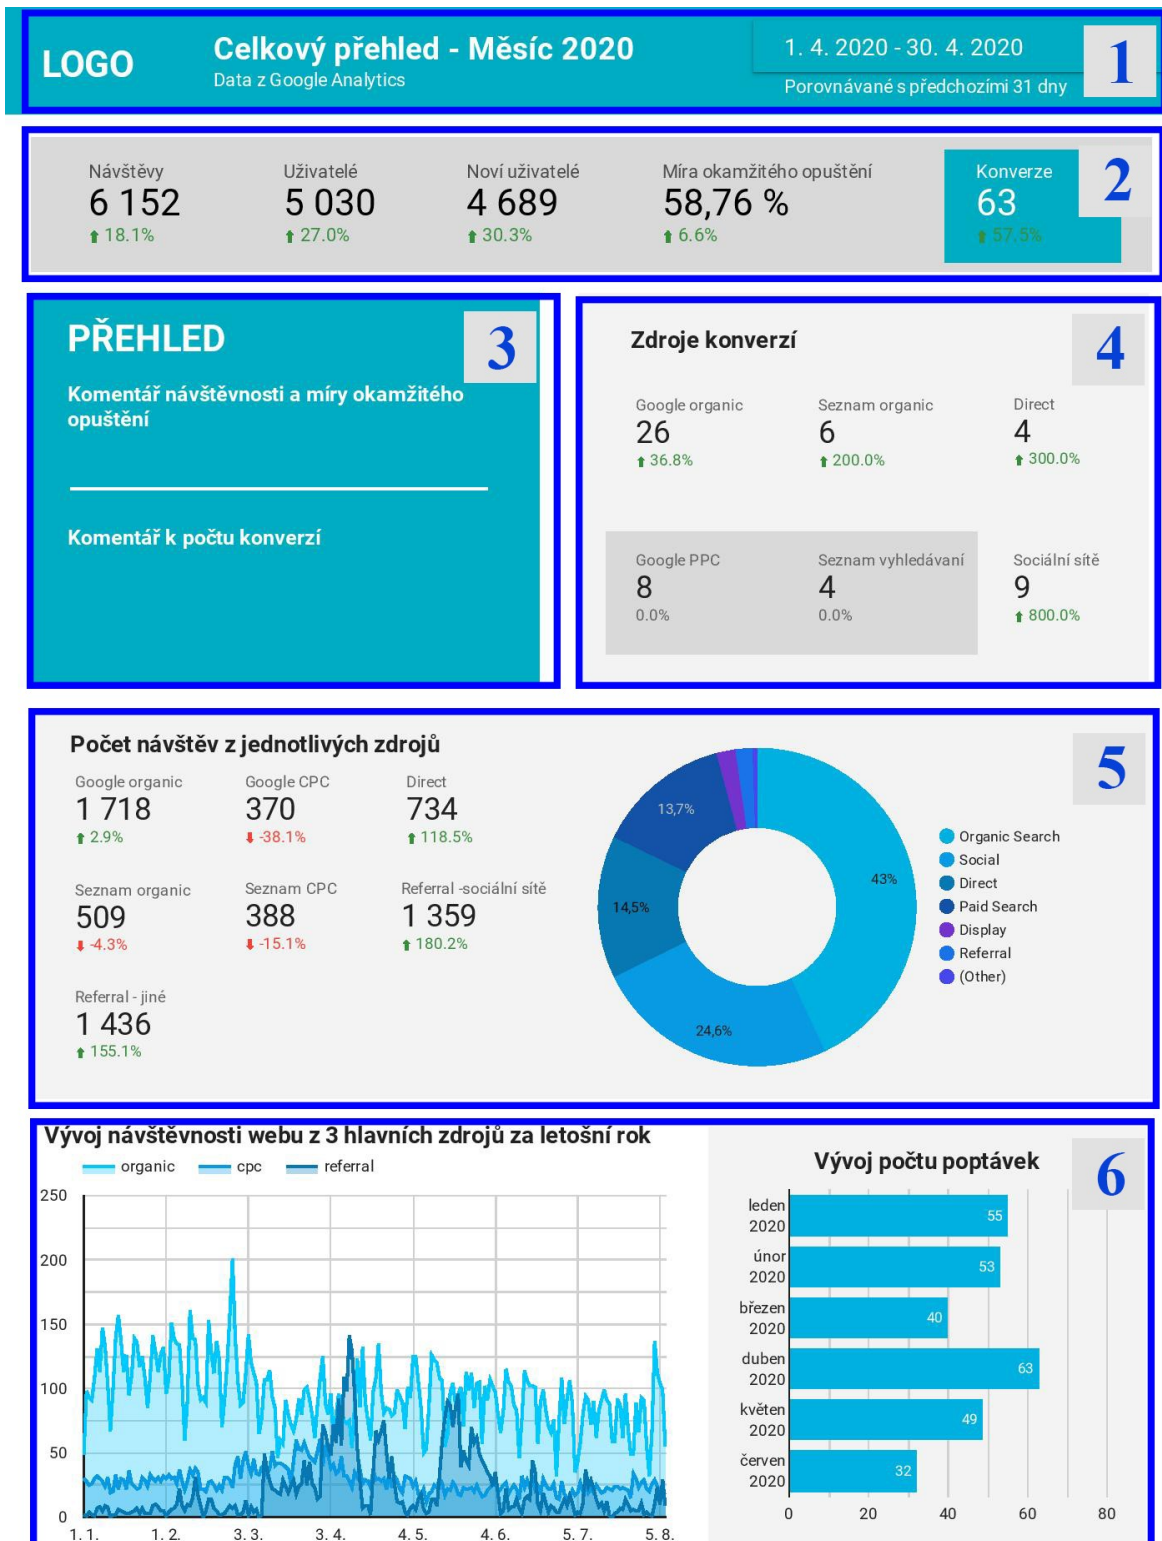 LOGO
Celkový přehled - Měsíc 2020
Data z Google Analytics
1. 4. 2020 - 30. 4. 2020
Porovnávané s předchozími 31 dny
1
Návštěvy
6 152
18.1%
Uživatelé
5 030
27.0%
Noví uživatelé
4 689
30.3%
Míra okamžitého opuštění
58,76 %
6.6%
Konverze
63
57.5%
2
PŘEHLED
3
Komentář návštěvnosti a míry okamžitého
opuštění
Komentář k počtu konverzí
Zdroje konverzí
4
Google organic
26
36.8%
Seznam organic
6
200.0%
Direct
4
300.0%
Google PPC
8
0.0%
Seznam vyhledávaní
4
0.0%
Sociální sítě
9
800.0%
Počet návštěv z jednotlivých zdrojů
5
Google organic
1 718
2.9%
Google CPC
370
-38.1%
Direct
734
118.5%
Seznam organic
509
-4.3%
Seznam CPC
388
-15.1%
Referral -sociální sítě
1 359
180.2%
Referral - jiné
1 436
155.1%
13,7%
43%
14,5%
24,6%
Organic Search
Social
Direct
Paid Search
Display
Referral
(Other)
Vývoj návštěvnosti webu z 3 hlavních zdrojů za letošní rok
organic
cpc
referral
250
200
150
100
50
0
1. 1.
1. 2.
3. 3.
3. 4.
4. 5.
4. 6.
5. 7.
5. 8.
Vývoj počtu poptávek
6
leden
2020
55
únor
2020
53
březen
2020
40
duben
2020
63
květen
2020
49
červen
2020
32
0
20
40
60
80